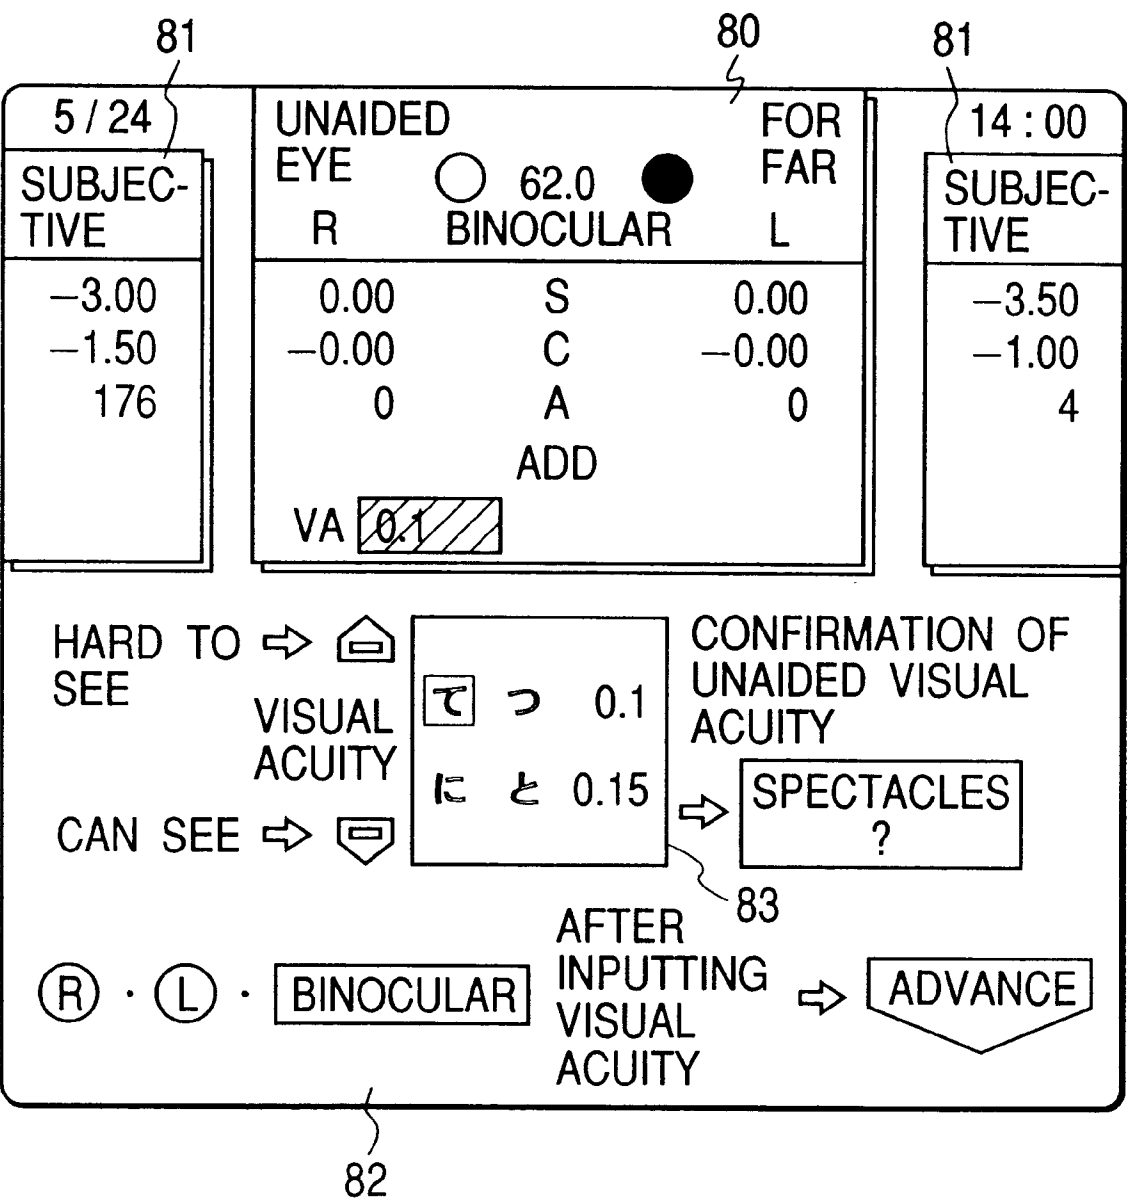 81
80
81
5/24
UNAIDED
EYE
FOR
FAR
14:00
62.0
R BINOCULAR L
SUBJEC-
TIVE
-3.00
-1.50
176
0.00 S 0.00
-0.00 C -0.00
0 A 0
ADD
VA 0.1
SUBJEC-
TIVE
-3.50
-1.00
4
HARD TO
SEE
VISUAL
ACUITY
CAN SEE
て つ 0.1
に と 0.15
CONFIRMATION OF
UNAIDED VISUAL
ACUITY
SPECTACLES
?
83
R · L · BINOCULAR
AFTER
INPUTTING
VISUAL
ACUITY
ADVANCE
82